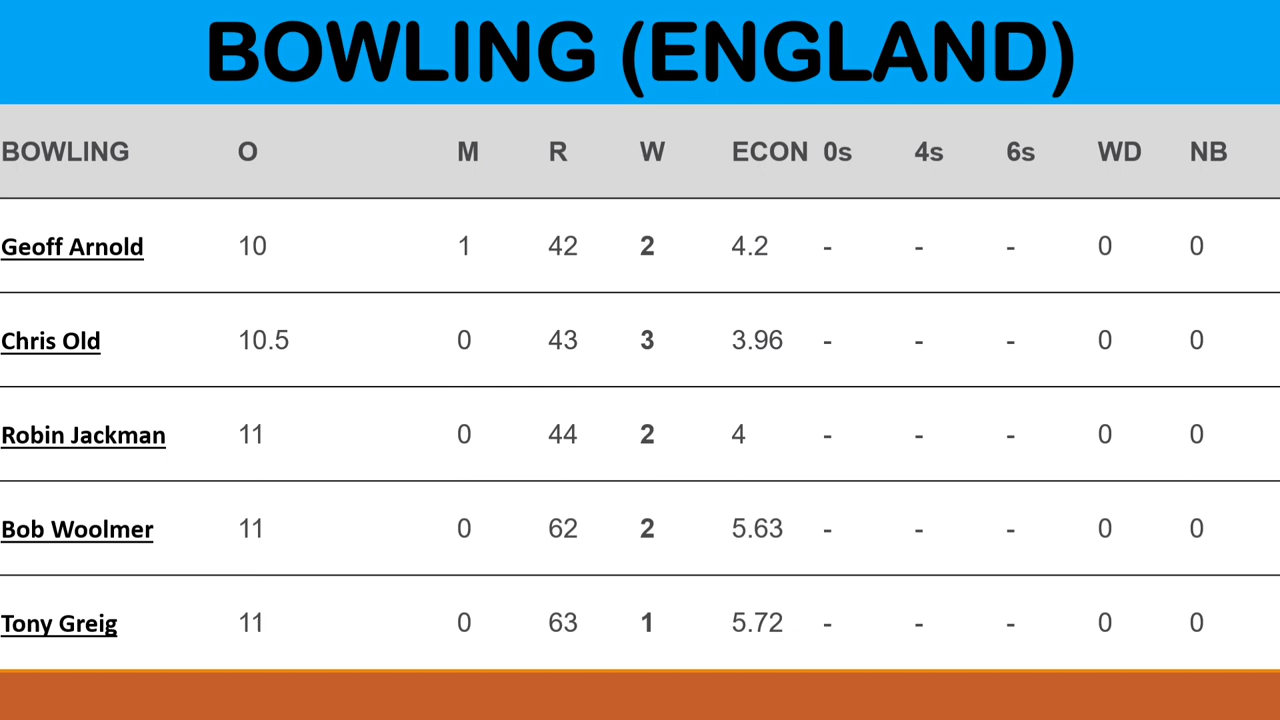 BOWLING (ENGLAND)
BOWLING O M R W ECON 0s 4s 6s WD NB
Geoff Arnold 10 1 42 2 4.2 - - - 0 0
Chris Old 10.5 0 43 3 3.96 - - - 0 0
Robin Jackman 11 0 44 2 4 - - - 0 0
Bob Woolmer 11 0 62 2 5.63 - - - 0 0
Tony Greig 11 0 63 1 5.72 - - - 0 0